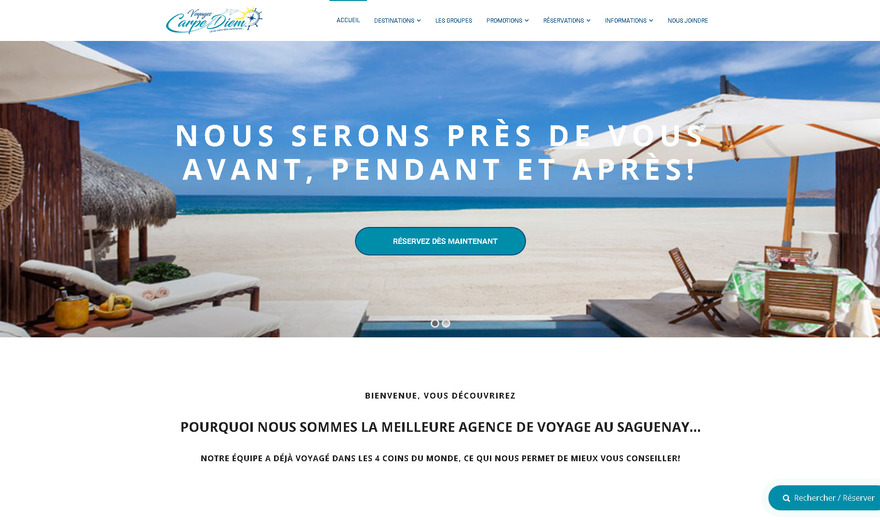 Voyages
Carpe Diem
ACCUEIL
DESTINATIONS
LES GROUPES
PROMOTIONS
RÉSERVATIONS
INFORMATIONS
NOUS JOINDRE
NOUS SERONS PRÈS DE VOUS
AVANT, PENDANT ET APRÈS!
RÉSERVEZ DÈS MAINTENANT
BIENVENUE, VOUS DÉCOUVRIREZ
POURQUOI NOUS SOMMES LA MEILLEURE AGENCE DE VOYAGE AU SAGUENAY...
NOTRE ÉQUIPE A DÉJÀ VOYAGÉ DANS LES 4 COINS DU MONDE, CE QUI NOUS PERMET DE MIEUX VOUS CONSEILLER!
Rechercher / Réserver